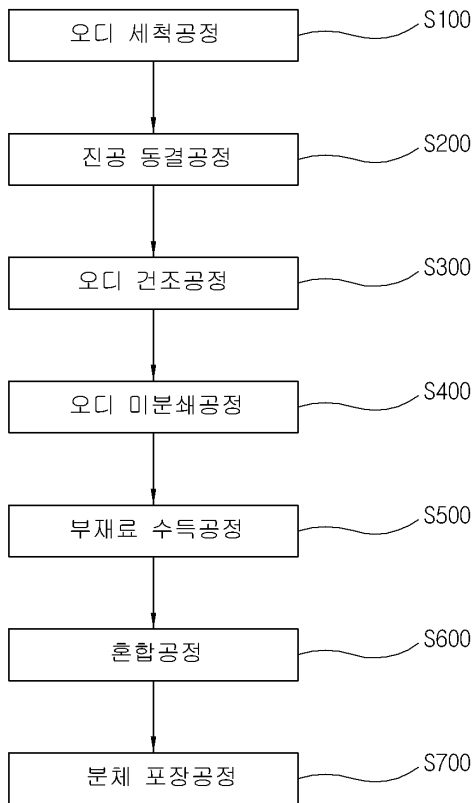 오디 세척공정 S100
진공 동결공정 S200
오디 건조공정 S300
오디 미분쇄공정 S400
부재료 수득공정 S500
혼합공정 S600
분체 포장공정 S700